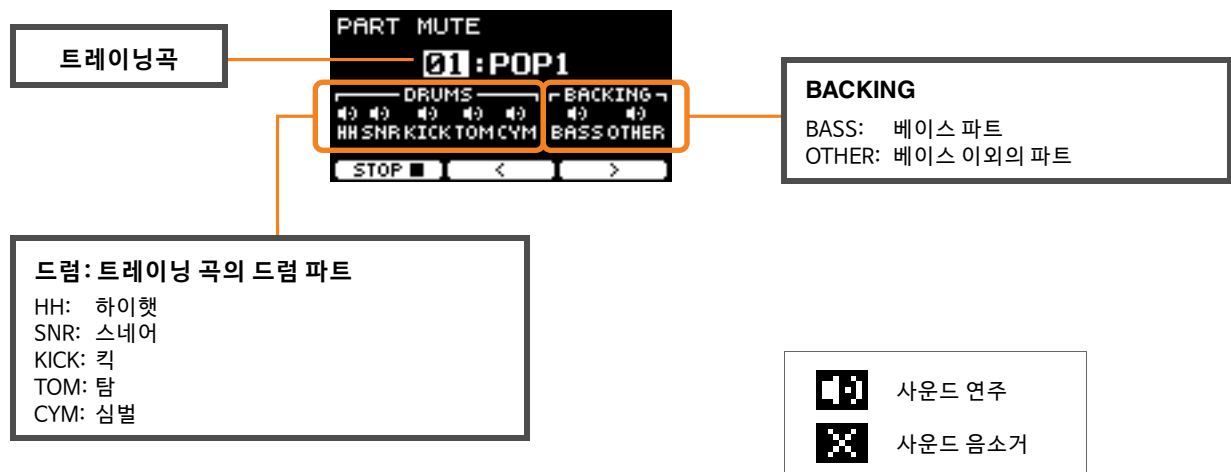 PART MUTE
트레이닝곡
01:POP1
DRUMS BACKING
HH SNR KICK TOM CYM BASS OTHER
STOP ■ < >
BACKING
BASS: 베이스 파트
OTHER: 베이스 이외의 파트
드럼: 트레이닝 곡의 드럼 파트
HH: 하이햇
SNR: 스네어
KICK: 킥
TOM: 탐
CYM: 심벌
사운드 연주
사운드 음소거